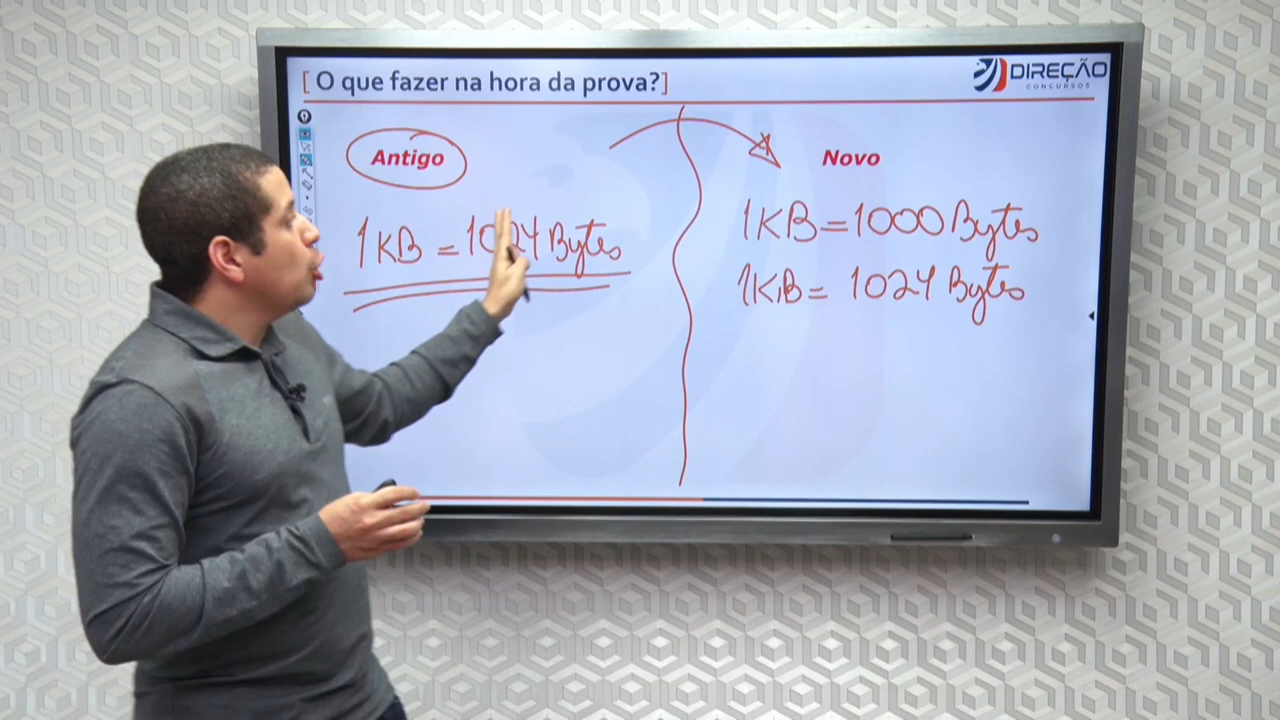 [ O que fazer na hora da prova?]
DIREÇÃO
CONCURSOS
Antigo
1KB = 1024 Bytes
Novo
1KB = 1000 Bytes
1KiB = 1024 Bytes